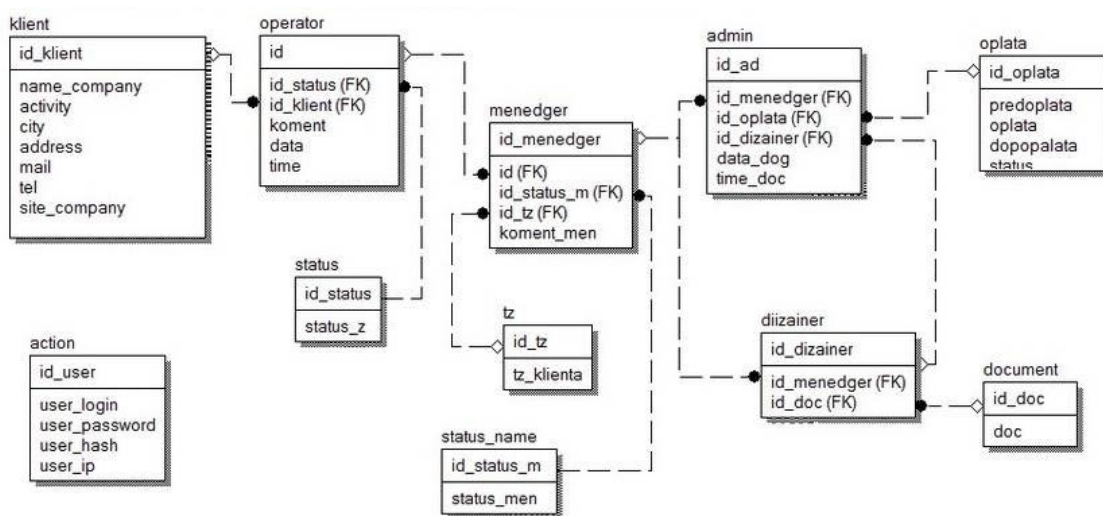 klient
id_klient
name_company
activity
city
address
mail
tel
site_company
operator
id
id_status (FK)
id_klient (FK)
koment
data
time
menedger
id_menedger
id (FK)
id_status_m (FK)
id_tz (FK)
koment_men
admin
id_ad
id_menedger (FK)
id_oplata (FK)
id_dizainer (FK)
data_dog
time_doc
oplata
id_oplata
predoplata
oplata
dopopalata
status
status
id_status
status_z
tz
id_tz
tz_klienta
diizainer
id_dizainer
id_menedger (FK)
id_doc (FK)
document
id_doc
doc
action
id_user
user_login
user_password
user_hash
user_ip
status_name
id_status_m
status_men